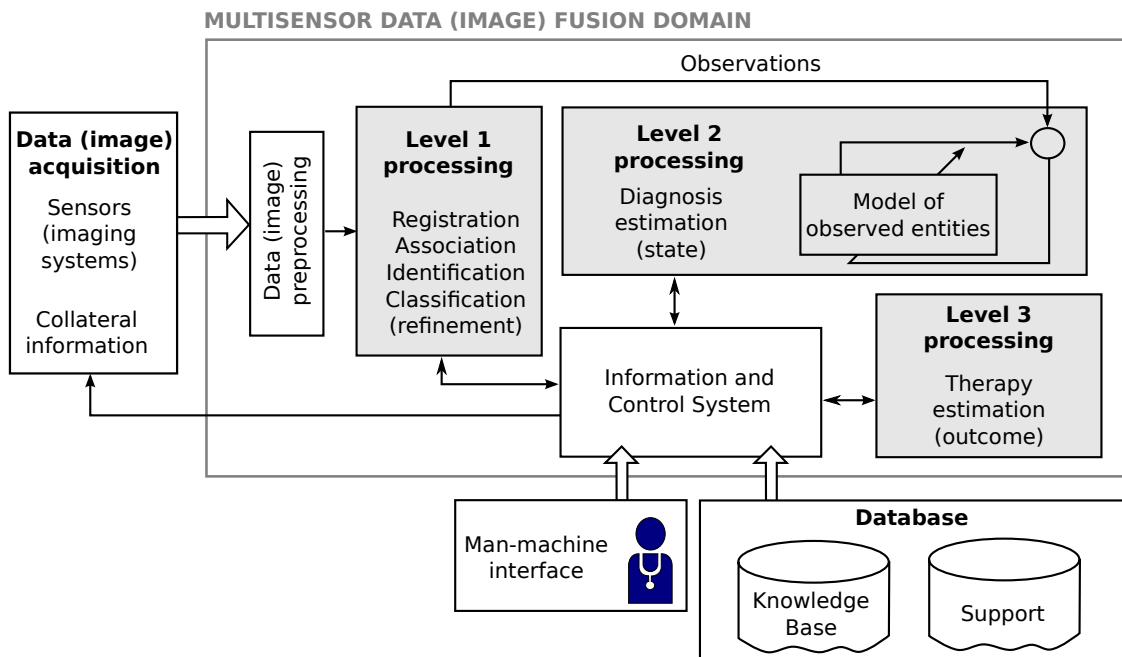 MULTISENSOR DATA (IMAGE) FUSION DOMAIN
Observations
Data (image)
acquisition
Sensors
(imaging
systems)
Collateral
information
Data (image)
preprocessing
Level 1
processing
Registration
Association
Identification
Classification
(refinement)
Level 2
processing
Diagnosis
estimation
(state)
Model of
observed entities
Level 3
processing
Therapy
estimation
(outcome)
Information and
Control System
Man-machine
interface
Database
Knowledge
Base
Support